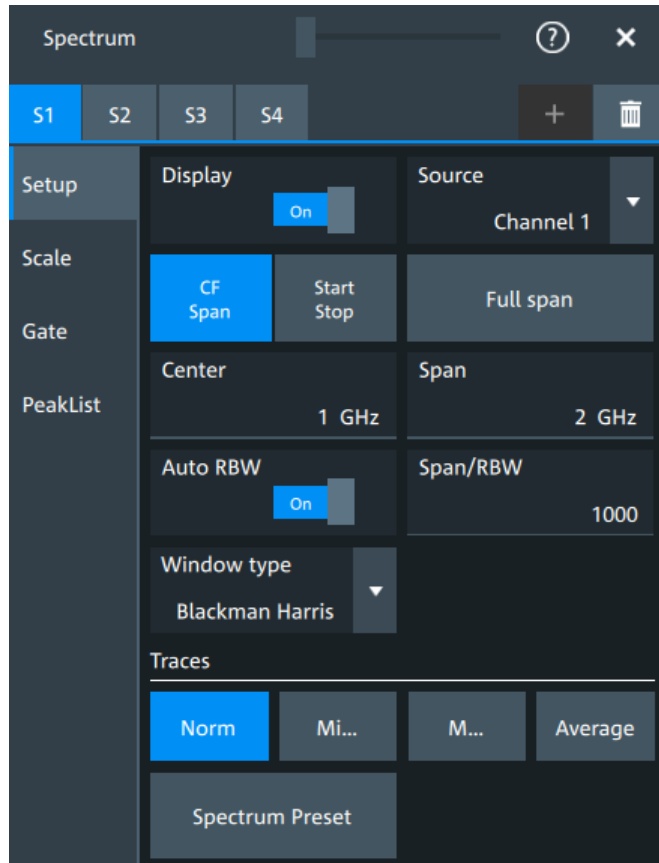 Spectrum
?
S1 S2 S3 S4 +
Setup
Scale
Gate
PeakList
Display
On
Source
Channel 1
CF
Span
Start
Stop
Full span
Center
1 GHz
Span
2 GHz
Auto RBW
On
Span/RBW
1000
Window type
Blackman Harris
Traces
Norm Mi... M... Average
Spectrum Preset